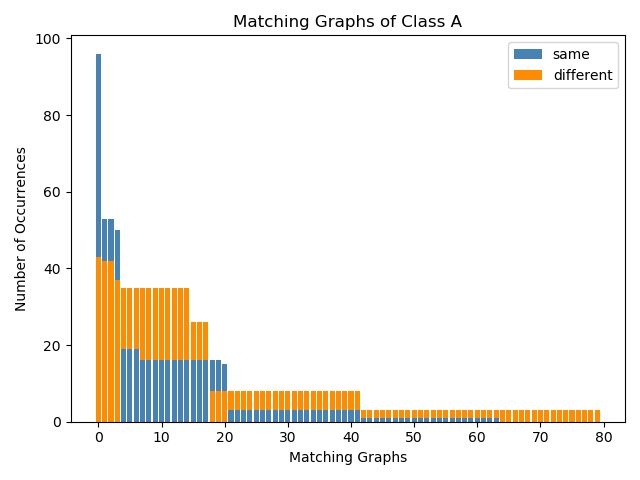 Matching Graphs of Class A
same
different
Number of Occurrences
100
80
60
40
20
0
0 10 20 30 40 50 60 70 80
Matching Graphs